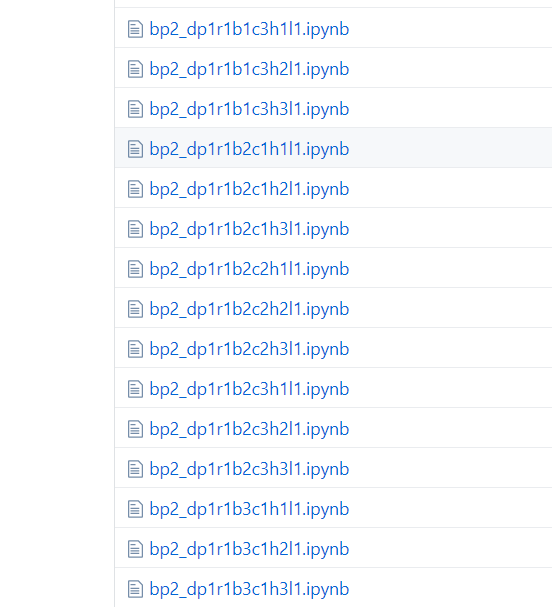 bp2_dp1r1b1c3h1l1.ipynb
bp2_dp1r1b1c3h2l1.ipynb
bp2_dp1r1b1c3h3l1.ipynb
bp2_dp1r1b2c1h1l1.ipynb
bp2_dp1r1b2c1h2l1.ipynb
bp2_dp1r1b2c1h3l1.ipynb
bp2_dp1r1b2c2h1l1.ipynb
bp2_dp1r1b2c2h2l1.ipynb
bp2_dp1r1b2c2h3l1.ipynb
bp2_dp1r1b2c3h1l1.ipynb
bp2_dp1r1b2c3h2l1.ipynb
bp2_dp1r1b2c3h3l1.ipynb
bp2_dp1r1b3c1h1l1.ipynb
bp2_dp1r1b3c1h2l1.ipynb
bp2_dp1r1b3c1h3l1.ipynb